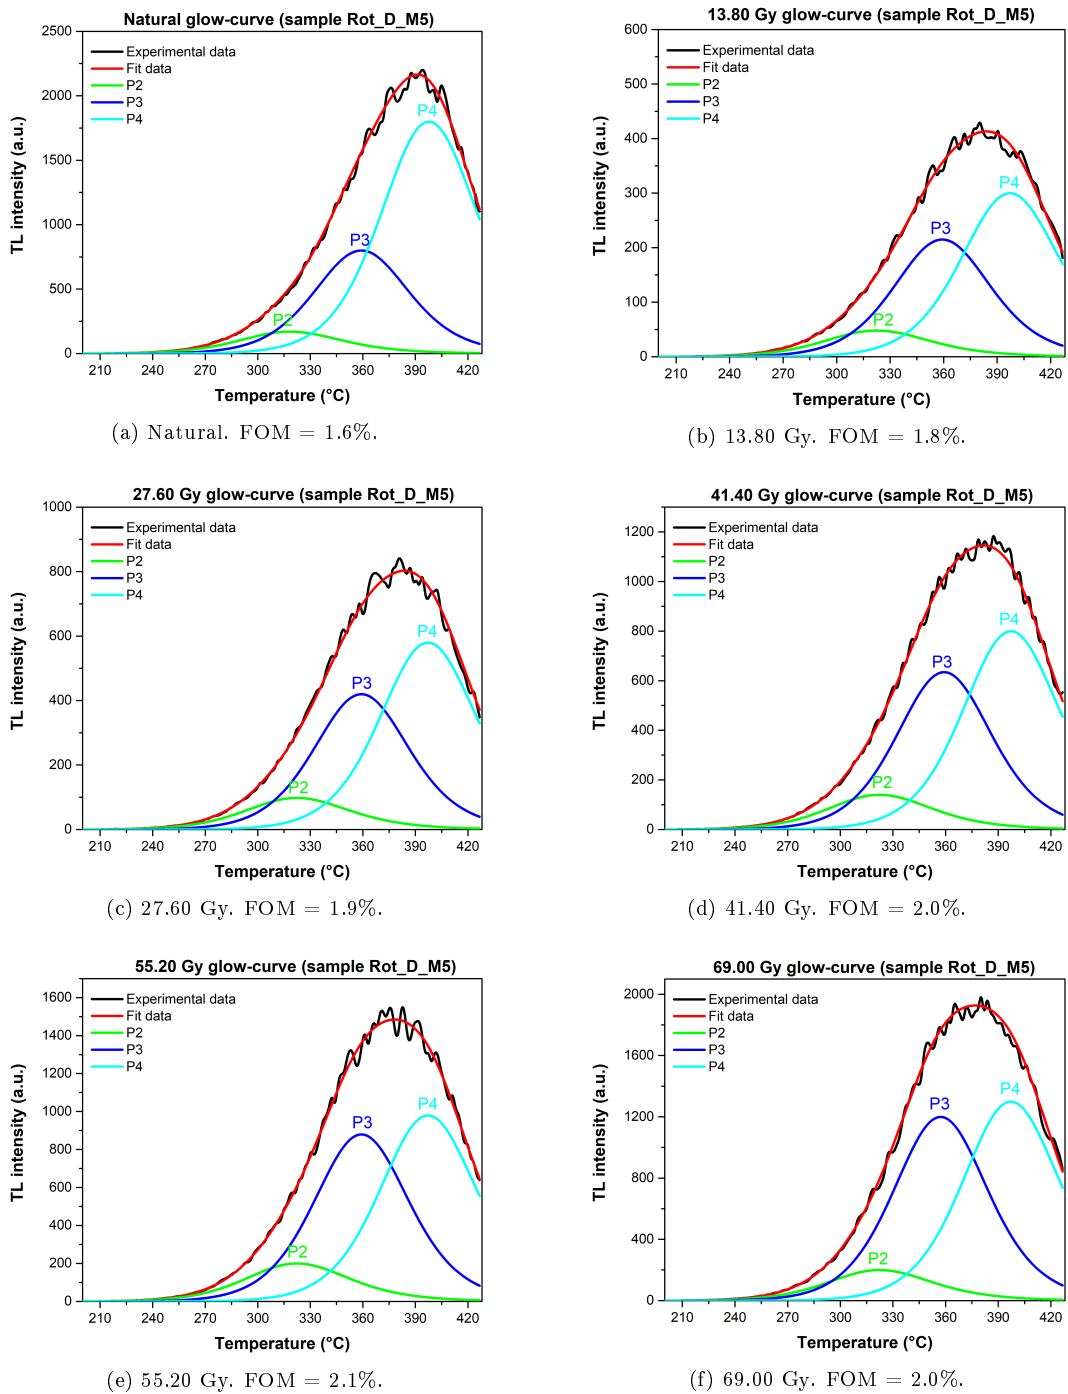 Natural glow-curve (sample Rot_D_M5)
2500
2000
1500
1000
500
0
TL intensity (a.u.)
Experimental data
Fit data
P2
P3
P4
P2
P3
P4
210 240 270 300 330 360 390 420
Temperature (°C)
(a) Natural. FOM = 1.6%.
13.80 Gy glow-curve (sample Rot_D_M5)
600
500
400
300
200
100
0
TL intensity (a.u.)
Experimental data
Fit data
P2
P3
P4
P2
P3
P4
210 240 270 300 330 360 390 420
Temperature (°C)
(b) 13.80 Gy. FOM = 1.8%.
27.60 Gy glow-curve (sample Rot_D_M5)
1000
800
600
400
200
0
TL intensity (a.u.)
Experimental data
Fit data
P2
P3
P4
P2
P3
P4
210 240 270 300 330 360 390 420
Temperature (°C)
(c) 27.60 Gy. FOM = 1.9%.
41.40 Gy glow-curve (sample Rot_D_M5)
1200
1000
800
600
400
200
0
TL intensity (a.u.)
Experimental data
Fit data
P2
P3
P4
P2
P3
P4
210 240 270 300 330 360 390 420
Temperature (°C)
(d) 41.40 Gy. FOM = 2.0%.
55.20 Gy glow-curve (sample Rot_D_M5)
1600
1400
1200
1000
800
600
400
200
0
TL intensity (a.u.)
Experimental data
Fit data
P2
P3
P4
P2
P3
P4
210 240 270 300 330 360 390 420
Temperature (°C)
(e) 55.20 Gy. FOM = 2.1%.
69.00 Gy glow-curve (sample Rot_D_M5)
2000
1600
1200
800
400
0
TL intensity (a.u.)
Experimental data
Fit data
P2
P3
P4
P2
P3
P4
210 240 270 300 330 360 390 420
Temperature (°C)
(f) 69.00 Gy. FOM = 2.0%.